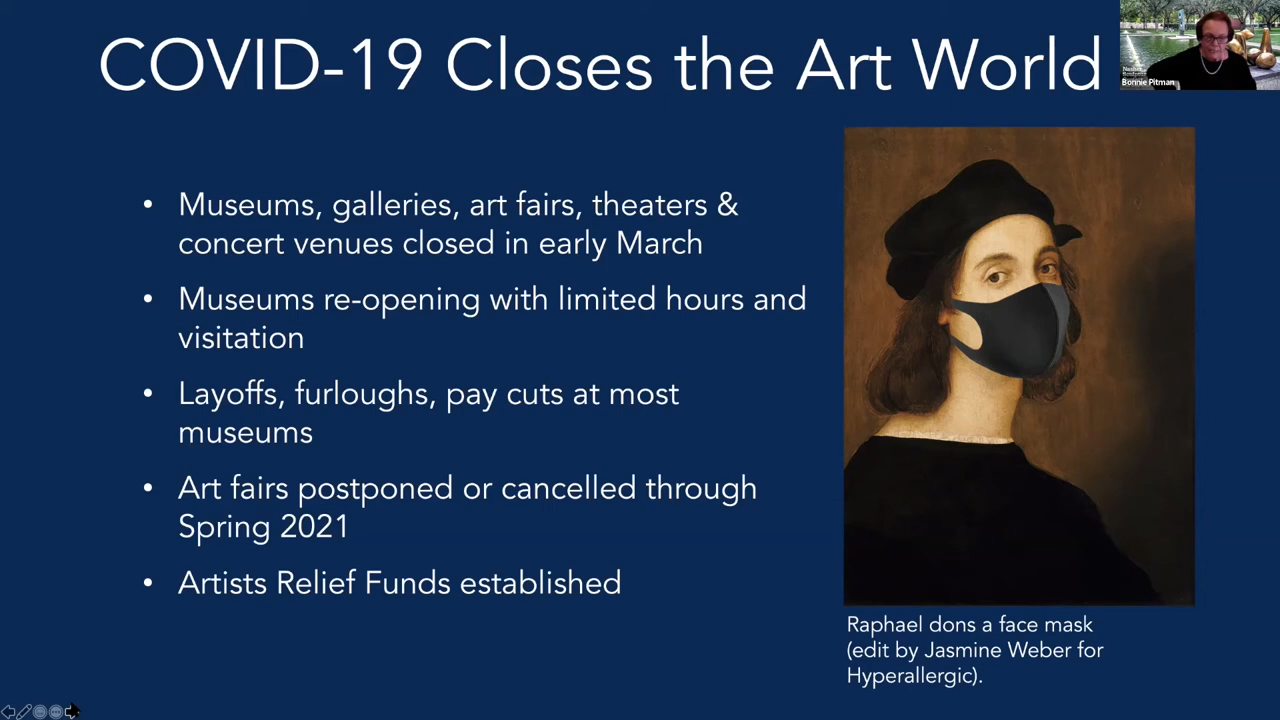 COVID-19 Closes the Art World
Bonnie Pitman
• Museums, galleries, art fairs, theaters &
concert venues closed in early March
• Museums re-opening with limited hours and
visitation
• Layoffs, furloughs, pay cuts at most
museums
• Art fairs postponed or cancelled through
Spring 2021
• Artists Relief Funds established
Raphael dons a face mask
(edit by Jasmine Weber for
Hyperallergic).